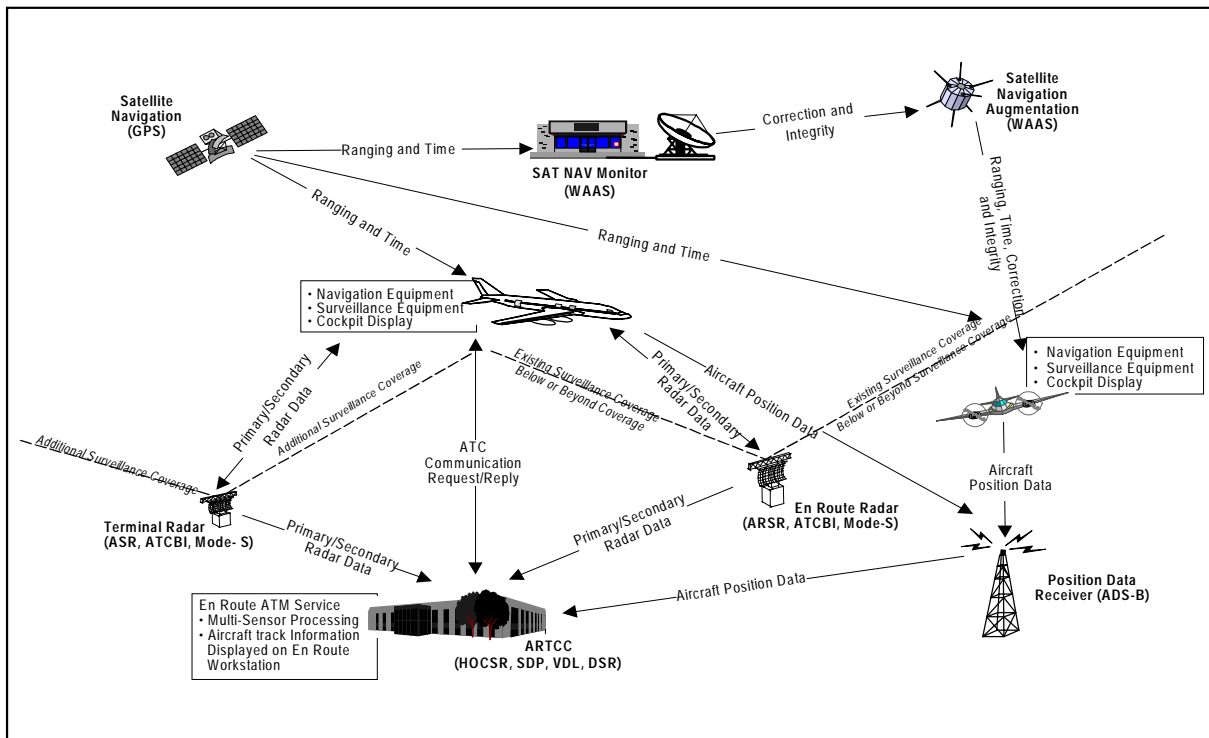 Satellite
Navigation
(GPS)
Ranging and Time
SAT NAV Monitor
(WAAS)
Correction and
Integrity
Satellite
Navigation
Augmentation
(WAAS)
Ranging and Time
Ranging and Time
Ranging, Time, Correction
and Integrity
• Navigation Equipment
• Surveillance Equipment
• Cockpit Display
Primary/Secondary
Radar Data
Additional Surveillance Coverage
Additional Surveillance Coverage
Existing Surveillance Coverage
Below or Beyond Coverage
Primary/Secondary
Radar Data
Aircraft Position Data
Existing Surveillance Coverage
Below or Beyond Surveillance Coverage
• Navigation Equipment
• Surveillance Equipment
• Cockpit Display
ATC
Communication
Request/Reply
Aircraft
Position Data
Terminal Radar
(ASR, ATCBI, Mode- S)
Primary/Secondary
Radar Data
En Route Radar
(ARSR, ATCBI, Mode-S)
Primary/Secondary
Radar Data
Aircraft Position Data
Position Data
Receiver (ADS-B)
En Route ATM Service
• Multi-Sensor Processing
• Aircraft track Information
Displayed on En Route
Workstation
ARTCC
(HOCSR, SDP, VDL, DSR)